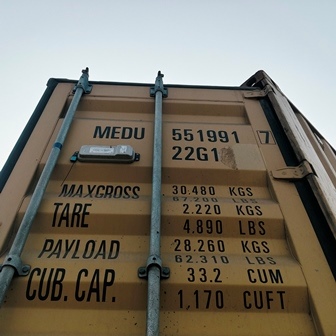 MEDU 551991 7
22G1
MAXGROSS 30.480 KGS
67.200 LBS
TARE 2.220 KGS
4.890 LBS
PAYLOAD 28.260 KGS
62.310 LBS
CUB. CAP. 33.2 CUM
1,170 CUFT